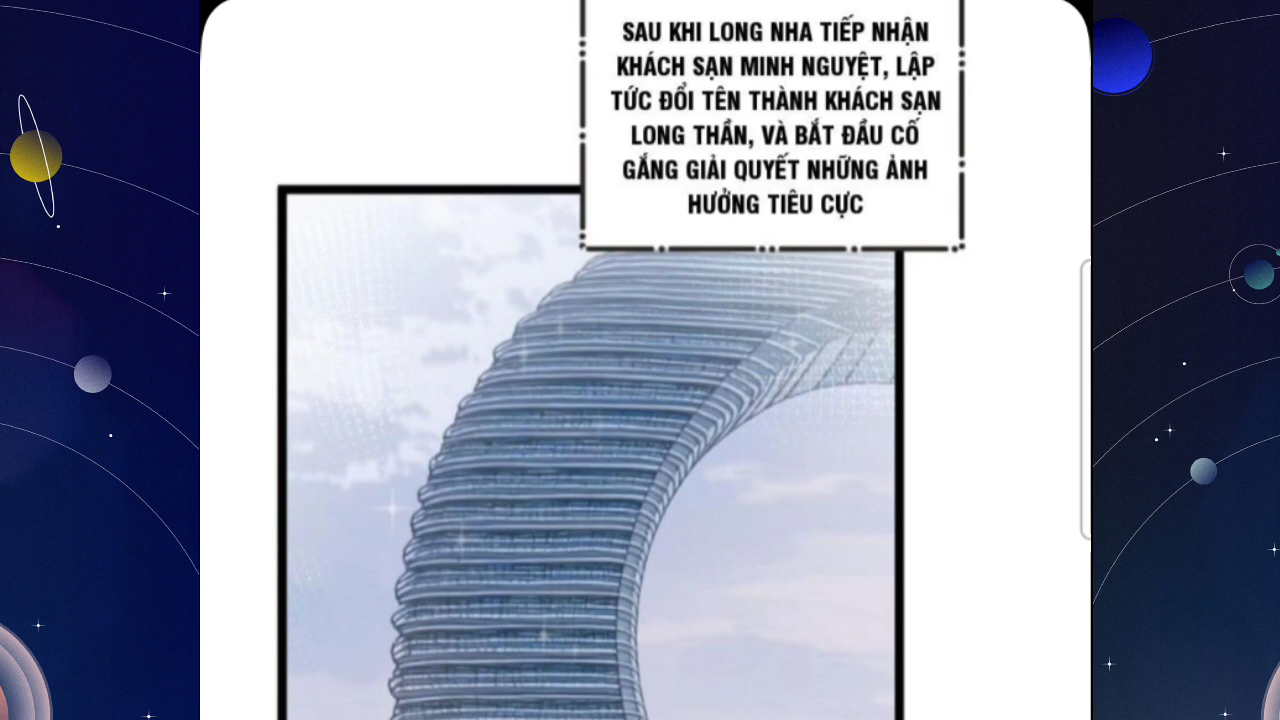 SAU KHI LONG NHA TIẾP NHẬN
KHÁCH SẠN MINH NGUYỆT, LẬP
TỨC ĐỔI TÊN THÀNH KHÁCH SẠN
LONG THẦN, VÀ BẮT ĐẦU CỐ
GẮNG GIẢI QUYẾT NHỮNG ẢNH
HƯỞNG TIÊU CỰC